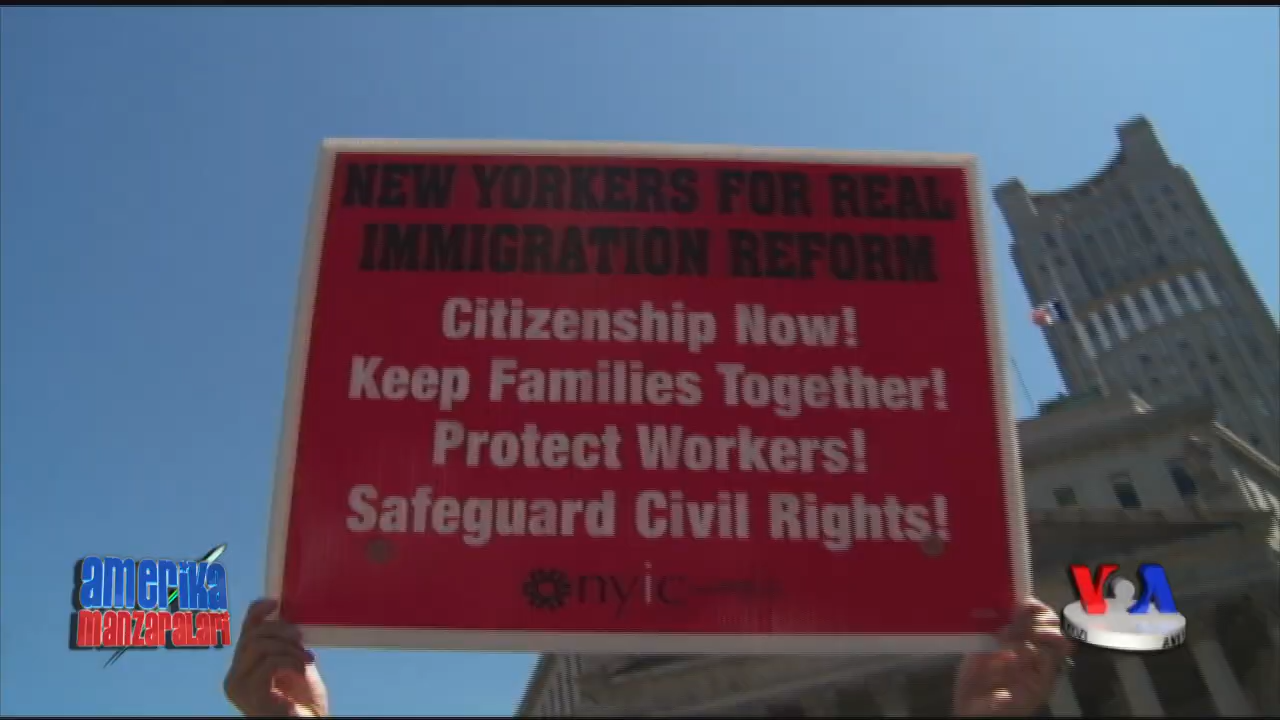 NEW YORKERS FOR REAL
IMMIGRATION REFORM
Citizenship Now!
Keep Families Together!
Protect Workers!
Safeguard Civil Rights!
nyic
amerika
manzaralari
VOA